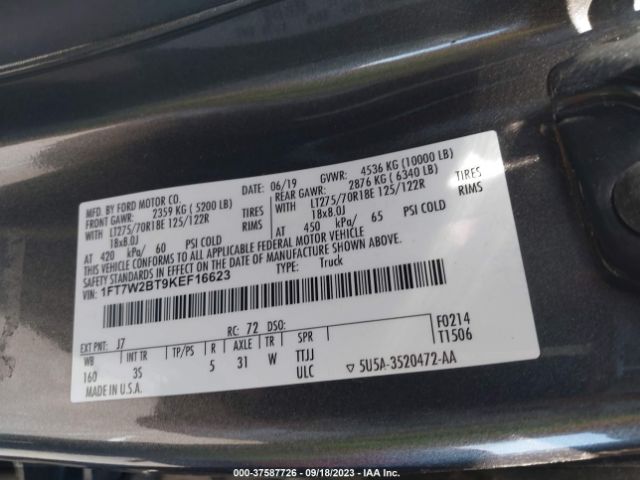 MFD. BY FORD MOTOR CO.
DATE: 06/19 GVWR: 4536 KG (10000 LB)
FRONT GAWR: 2359 KG ( 5200 LB) REAR GAWR: 2876 KG ( 6340 LB)
WITH LT275/70R18E 125/122R TIRES WITH LT275/70R18E 125/122R TIRES
18x8.0J RIMS 18x8.0J RIMS
AT 420 kPa/ 60 PSI COLD AT 450 kPa/ 65 PSI COLD
THIS VEHICLE CONFORMS TO ALL APPLICABLE FEDERAL MOTOR VEHICLE
SAFETY STANDARDS IN EFFECT ON THE DATE OF MANUFACTURE SHOWN ABOVE.
VIN: 1FT7W2BT9KEF16623
TYPE: Truck
F0214
T1506
EXT PNT: J7 RC: 72 DSO:
WB INT TR TP/PS R AXLE TR SPR
160 3S 5 31 W TTJJ
ULC
MADE IN U.S.A.
▽ 5U5A-3520472-AA
000-37587726 - 09/18/2023 - IAA Inc.